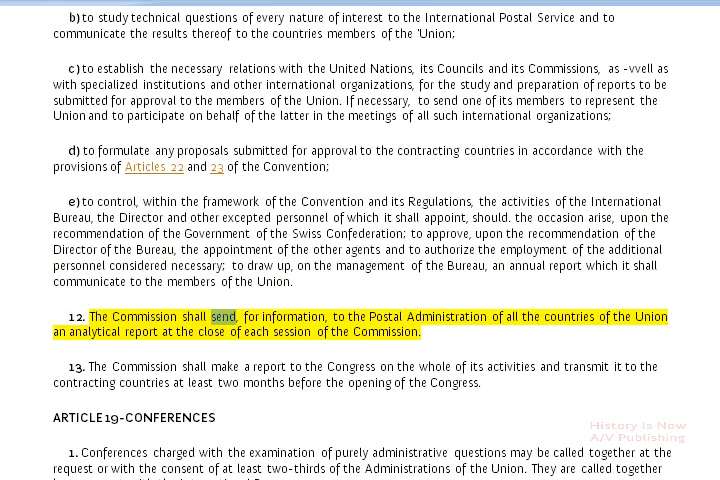 b) to study technical questions of every nature of interest to the International Postal Service and to
communicate the results thereof to the countries members of the 'Union;
c) to establish the necessary relations with the United Nations, its Councils and its Commissions, as -vvell as
with specialized institutions and other international organizations, for the study and preparation of reports to be
submitted for approval to the members of the Union. If necessary, to send one of its members to represent the
Union and to participate on behalf of the latter in the meetings of all such international organizations;
d) to formulate any proposals submitted for approval to the contracting countries in accordance with the
provisions of Articles 22 and 23 of the Convention;
e) to control, within the framework of the Convention and its Regulations, the activities of the International
Bureau, the Director and other excepted personnel of which it shall appoint, should. the occasion arise, upon the
recommendation of the Government of the Swiss Confederation; to approve, upon the recommendation of the
Director of the Bureau, the appointment of the other agents and to authorize the employment of the additional
personnel considered necessary; to draw up, on the management of the Bureau, an annual report which it shall
communicate to the members of the Union.
12. The Commission shall send, for information, to the Postal Administration of all the countries of the Union
an analytical report at the close of each session of the Commission.
13. The Commission shall make a report to the Congress on the whole of its activities and transmit it to the
contracting countries at least two months before the opening of the Congress.
ARTICLE 19-CONFERENCES
History Is Now
A/V Publishing
1. Conferences charged with the examination of purely administrative questions may be called together at the
request or with the consent of at least two-thirds of the Administrations of the Union. They are called together